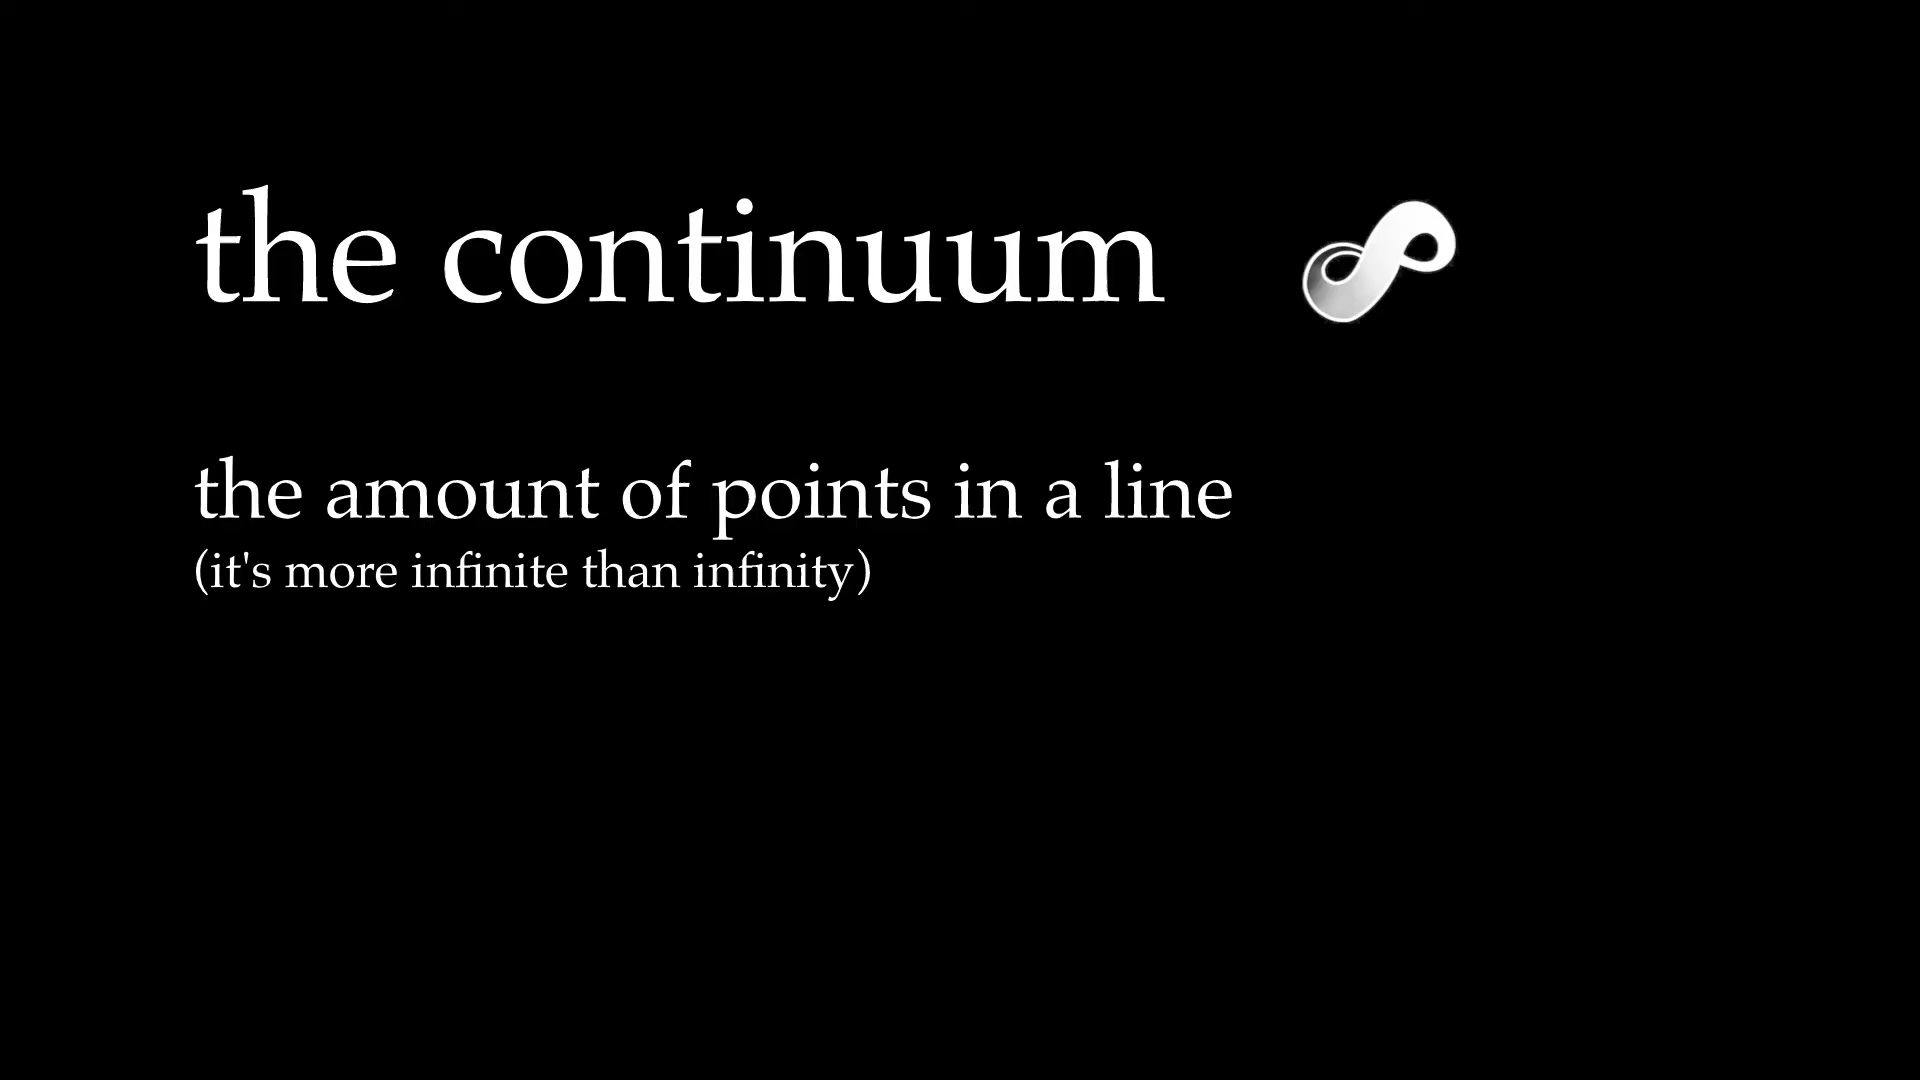 the continuum
the amount of points in a line
(it's more infinite than infinity)